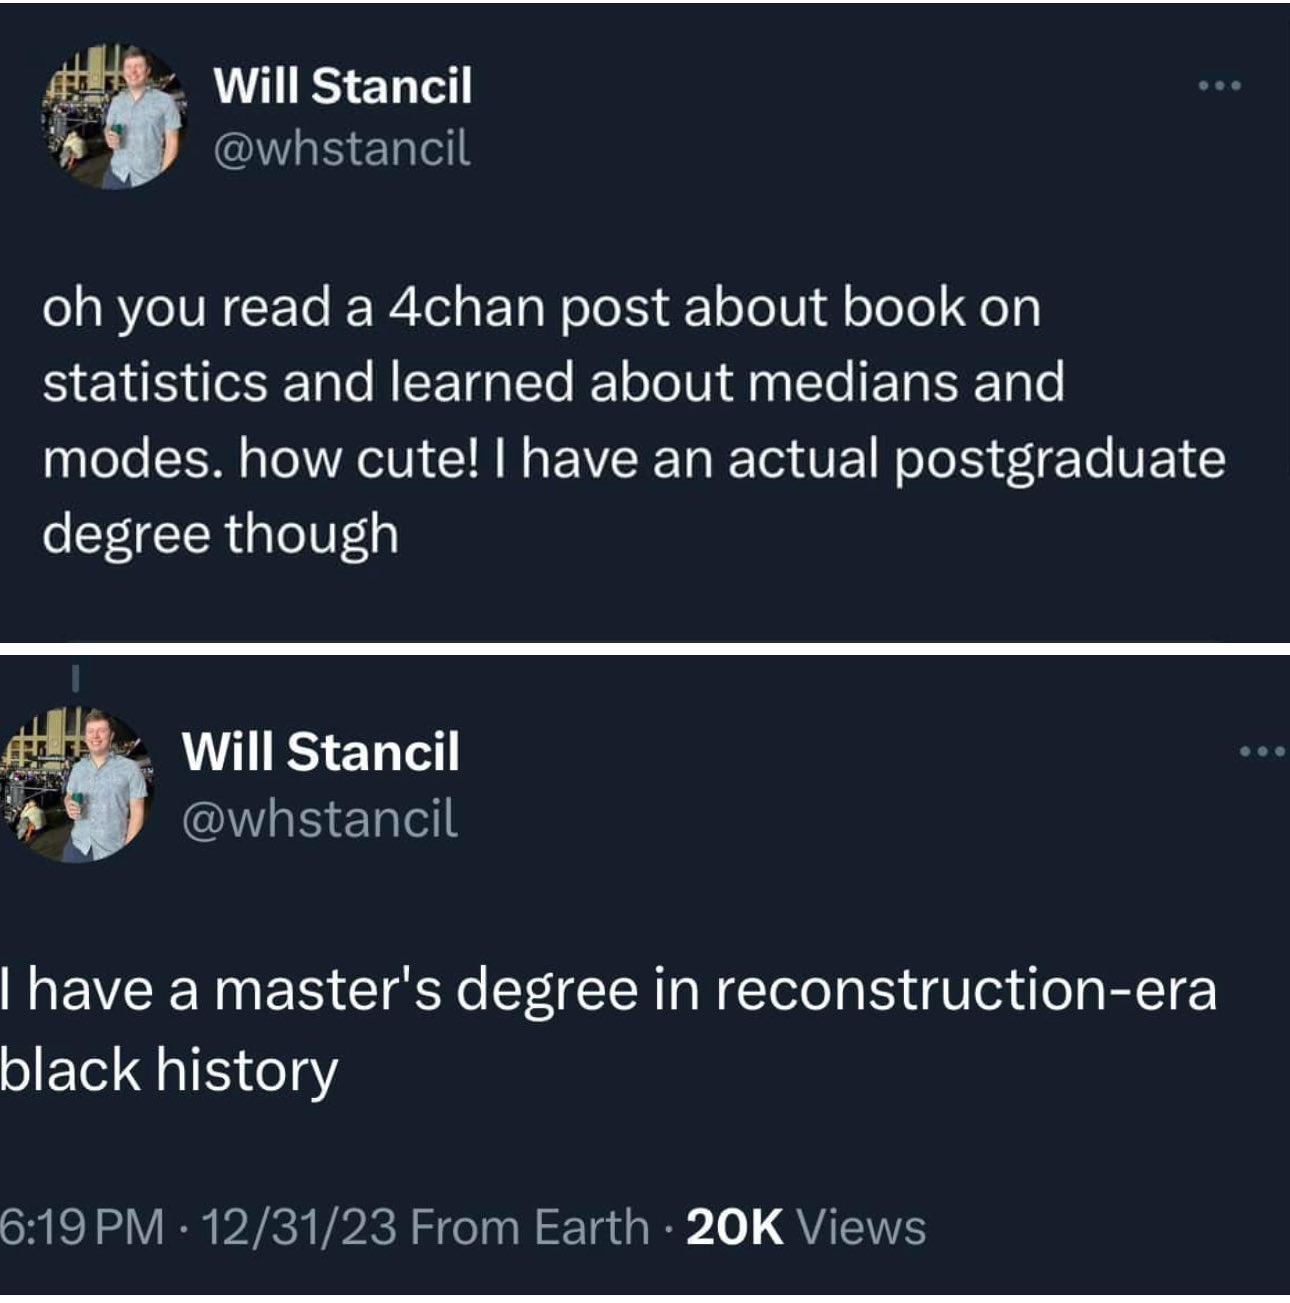 Will Stancil
@whstancil
oh you read a 4chan post about book on
statistics and learned about medians and
modes. how cute! I have an actual postgraduate
degree though
Will Stancil
@whstancil
I have a master's degree in reconstruction-era
black history
6:19 PM · 12/31/23 From Earth · 20K Views